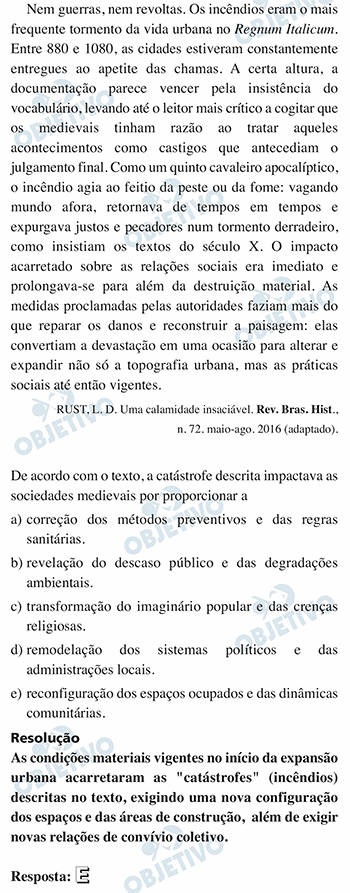 Nem guerras, nem revoltas. Os incêndios eram o mais
frequente tormento da vida urbana no Regnum Italicum.
Entre 880 e 1080, as cidades estiveram constantemente
entregues ao apetite das chamas. A certa altura, a
documentação parece vencer pela insistência do
vocabulário, levando até o leitor mais crítico a cogitar que
os medievais tinham razão ao tratar aqueles
acontecimentos como castigos que antecediam o
julgamento final. Como um quinto cavaleiro apocalíptico,
o incêndio agia ao feitio da peste ou da fome: vagando
mundo afora, retornava de tempos em tempos e
expurgava justos e pecadores num tormento derradeiro,
como insistiam os textos do século X. O impacto
acarretado sobre as relações sociais era imediato e
prolongava-se para além da destruição material. As
medidas proclamadas pelas autoridades faziam mais do
que reparar os danos e reconstruir a paisagem: elas
convertiam a devastação em uma ocasião para alterar e
expandir não só a topografia urbana, mas as práticas
sociais até então vigentes.
RUST, L. D. Uma calamidade insaciável. Rev. Bras. Hist.,
n. 72. maio-ago. 2016 (adaptado).
De acordo com o texto, a catástrofe descrita impactava as
sociedades medievais por proporcionar a
a) correção dos métodos preventivos e das regras
sanitárias.
b) revelação do descaso público e das degradações
ambientais.
c) transformação do imaginário popular e das crenças
religiosas.
d) remodelação dos sistemas políticos e das
administrações locais.
e) reconfiguração dos espaços ocupados e das dinâmicas
comunitárias.
Resolução
As condições materiais vigentes no início da expansão
urbana acarretaram as "catástrofes" (incêndios)
descritas no texto, exigindo uma nova configuração
dos espaços e das áreas de construção, além de exigir
novas relações de convívio coletivo.
Resposta: E